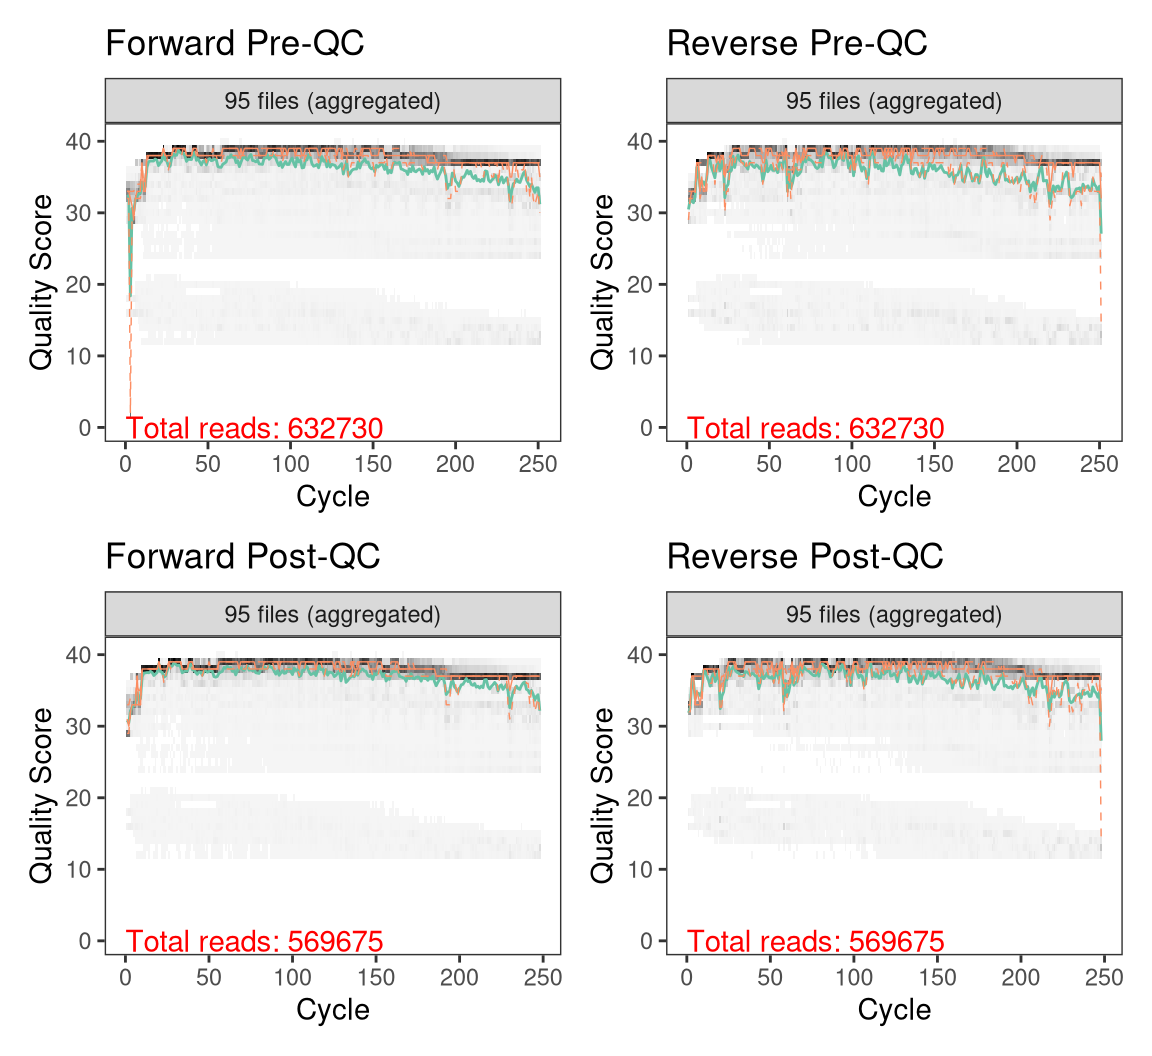 Forward Pre-QC
95 files (aggregated)
Quality Score
40
30
20
10
0
Total reads: 632730
0 50 100 150 200 250
Cycle
Reverse Pre-QC
95 files (aggregated)
Quality Score
40
30
20
10
0
Total reads: 632730
0 50 100 150 200 250
Cycle
Forward Post-QC
95 files (aggregated)
Quality Score
40
30
20
10
0
Total reads: 569675
0 50 100 150 200 250
Cycle
Reverse Post-QC
95 files (aggregated)
Quality Score
40
30
20
10
0
Total reads: 569675
0 50 100 150 200 250
Cycle